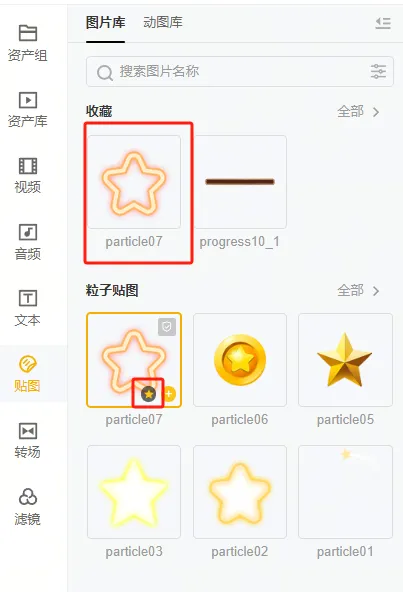 图片库 动图库
资产组
搜索图片名称
收藏 全部
资产库
视频
particle07 progress10_1
音频
粒子贴图 全部
文本
贴图
particle07 particle06 particle05
转场
滤镜
particle03 particle02 particle01